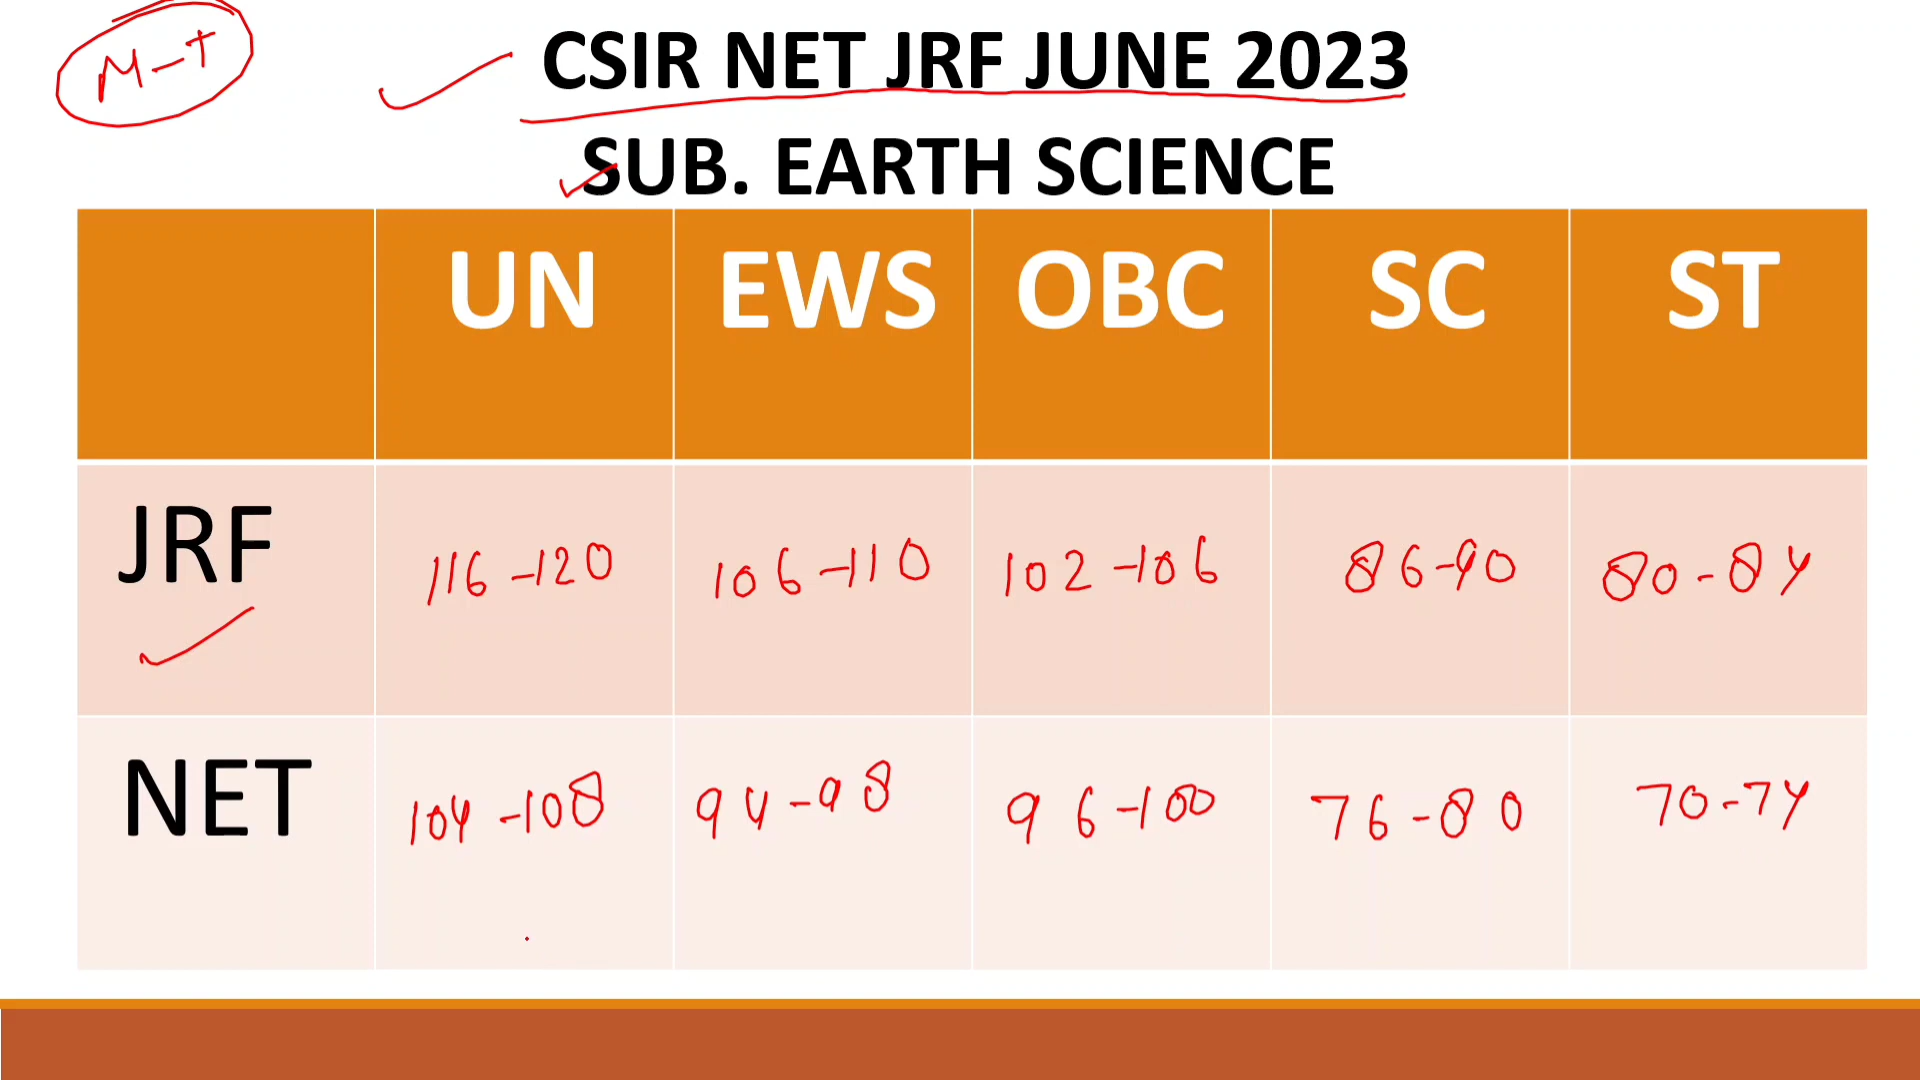 M-T
CSIR NET JRF JUNE 2023
SUB. EARTH SCIENCE
UN EWS OBC SC ST
JRF 116-120 106-110 102-106 86-90 80-84
NET 104-108 94-98 96-100 76-80 70-74